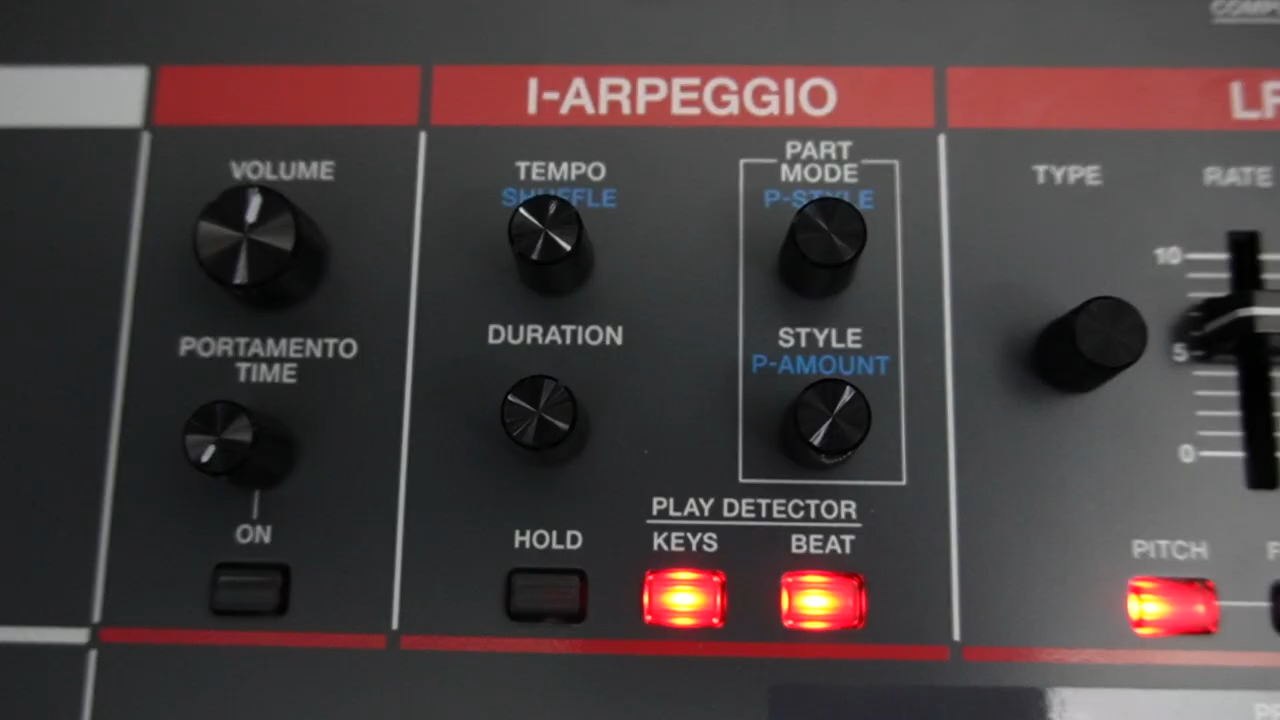 I-ARPEGGIO
VOLUME
PORTAMENTO
TIME
ON
TEMPO
SHUFFLE
DURATION
HOLD
PART
MODE
P-STYLE
STYLE
P-AMOUNT
PLAY DETECTOR
KEYS
BEAT
TYPE
RATE
10
5
0
PITCH